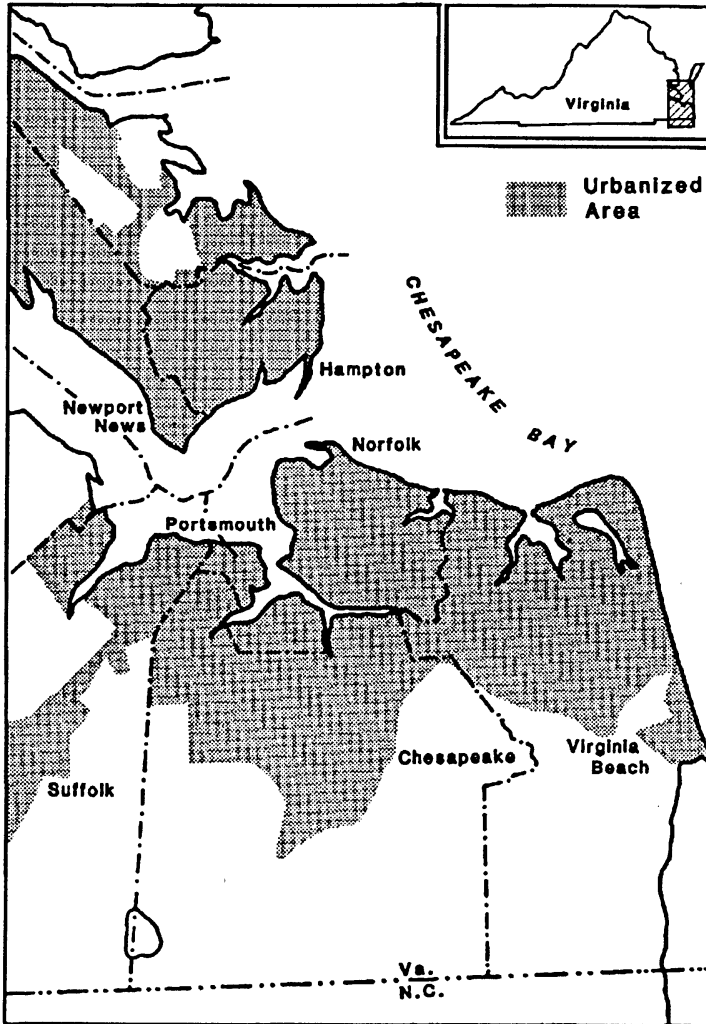 Virginia
Urbanized
Area
CHESAPEAKE BAY
Hampton
Newport
News
Norfolk
Portsmouth
Chesapeake
Virginia
Beach
Suffolk
Va.
N.C.